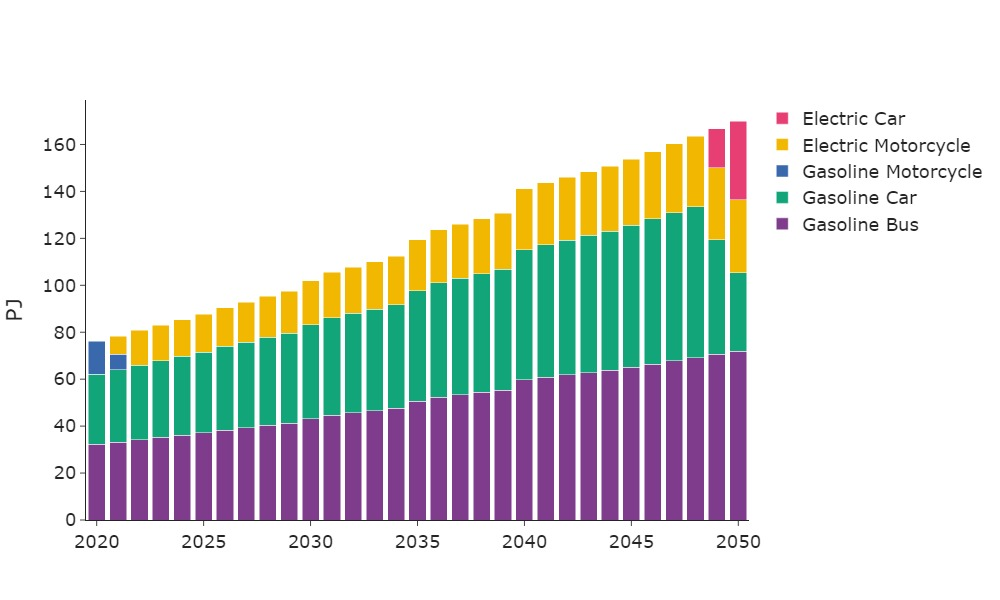 PJ
160
140
120
100
80
60
40
20
0
2020 2025 2030 2035 2040 2045 2050
Electric Car
Electric Motorcycle
Gasoline Motorcycle
Gasoline Car
Gasoline Bus